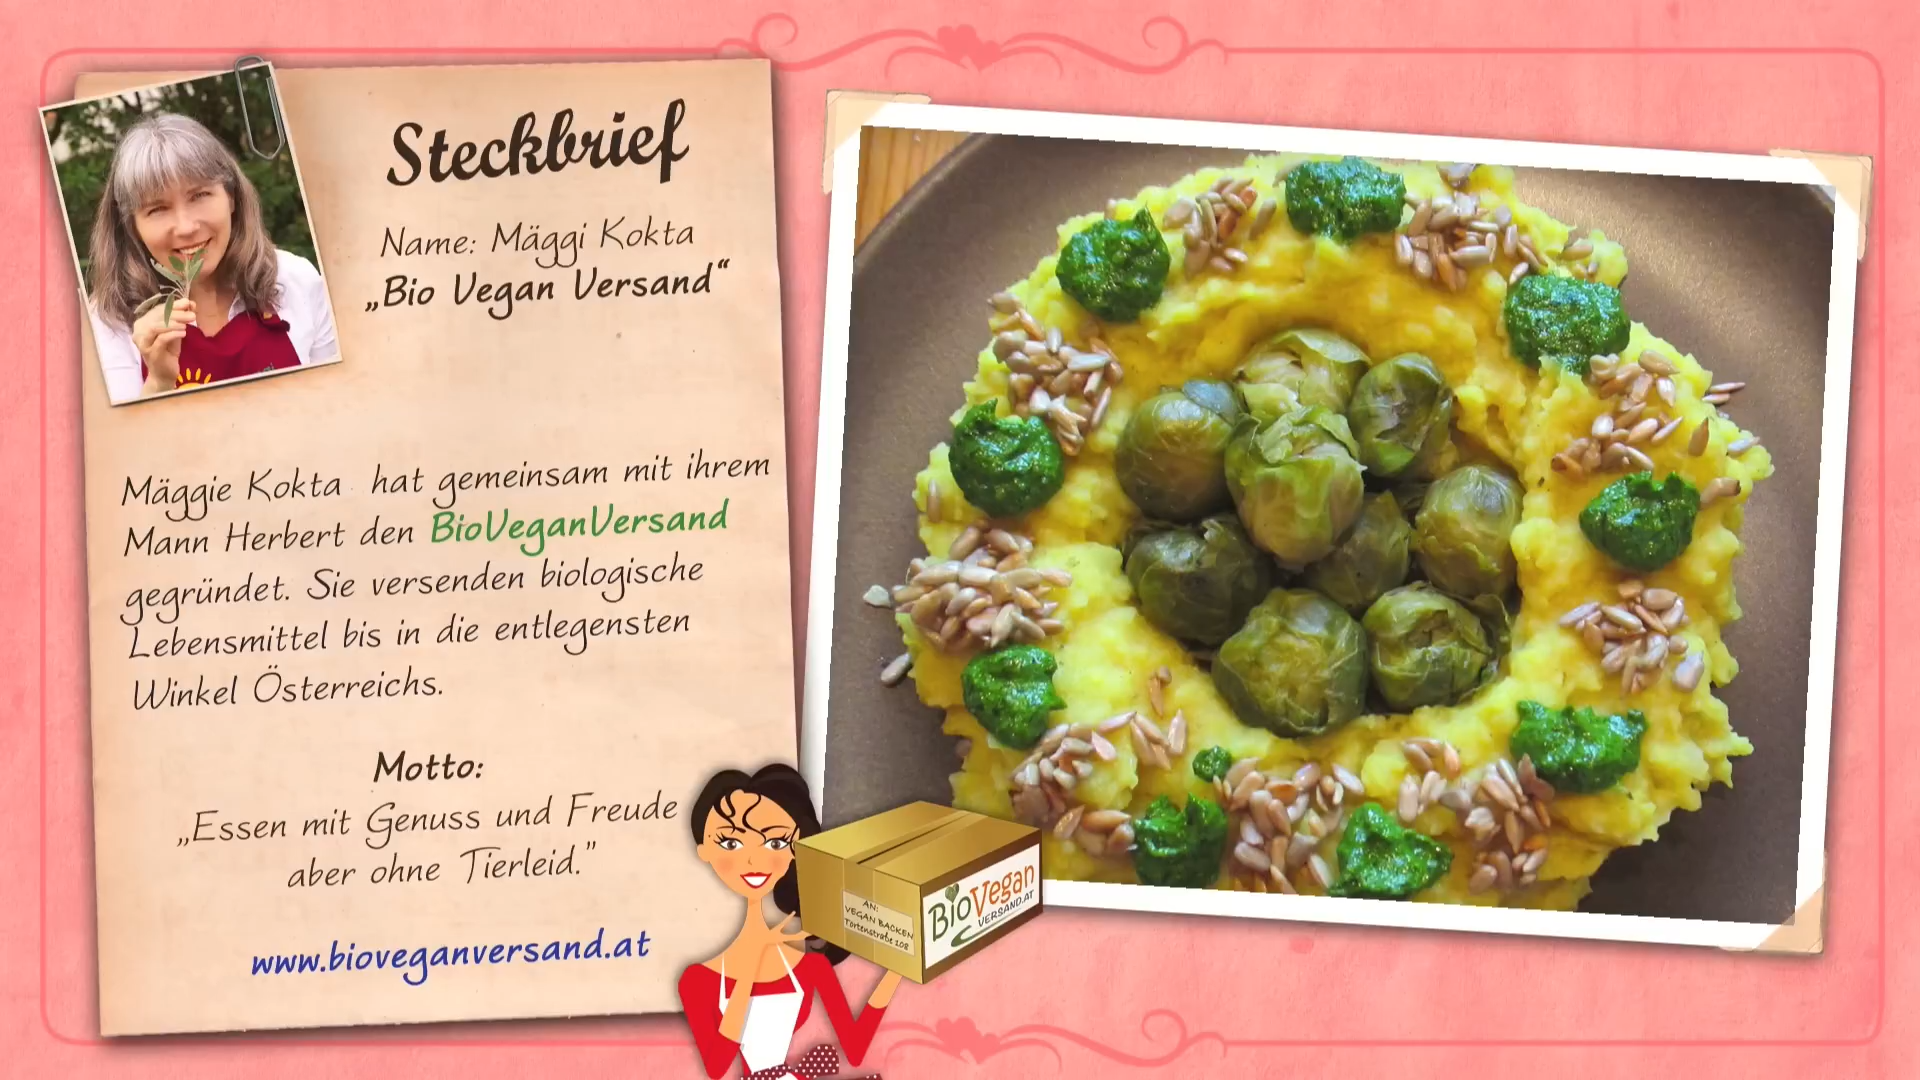 Steckbrief
Name: Mäggi Kokta
„Bio Vegan Versand“
Mäggie Kokta hat gemeinsam mit ihrem
Mann Herbert den BioVeganVersand
gegründet. Sie versenden biologische
Lebensmittel bis in die entlegensten
Winkel Österreichs.
Motto:
„Essen mit Genuss und Freude
aber ohne Tierleid.”
www.bioveganversand.at
AN:
VEGAN BACKEN
Tortenstraße 108
BioVegan
VERSAND.AT